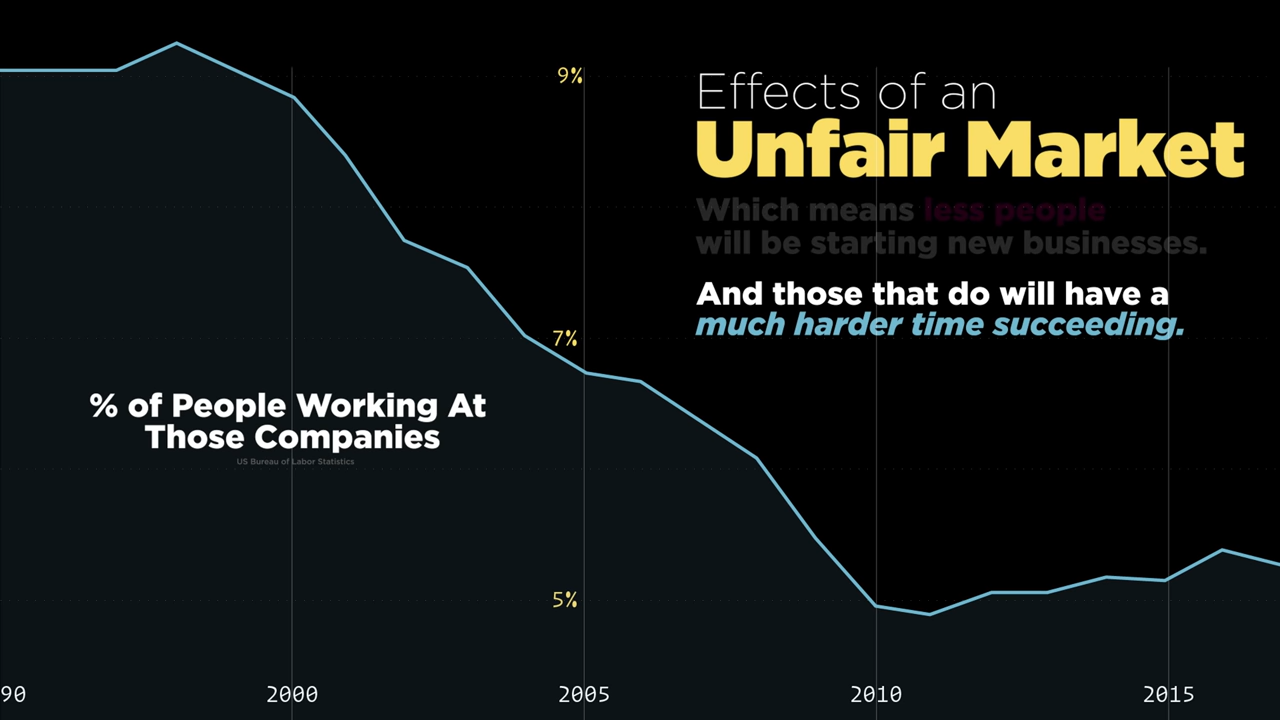 Effects of an
Unfair Market
Which means less people
will be starting new businesses.
And those that do will have a
much harder time succeeding.
9%
7%
5%
% of People Working At
Those Companies
US Bureau of Labor Statistics
90
2000
2005
2010
2015